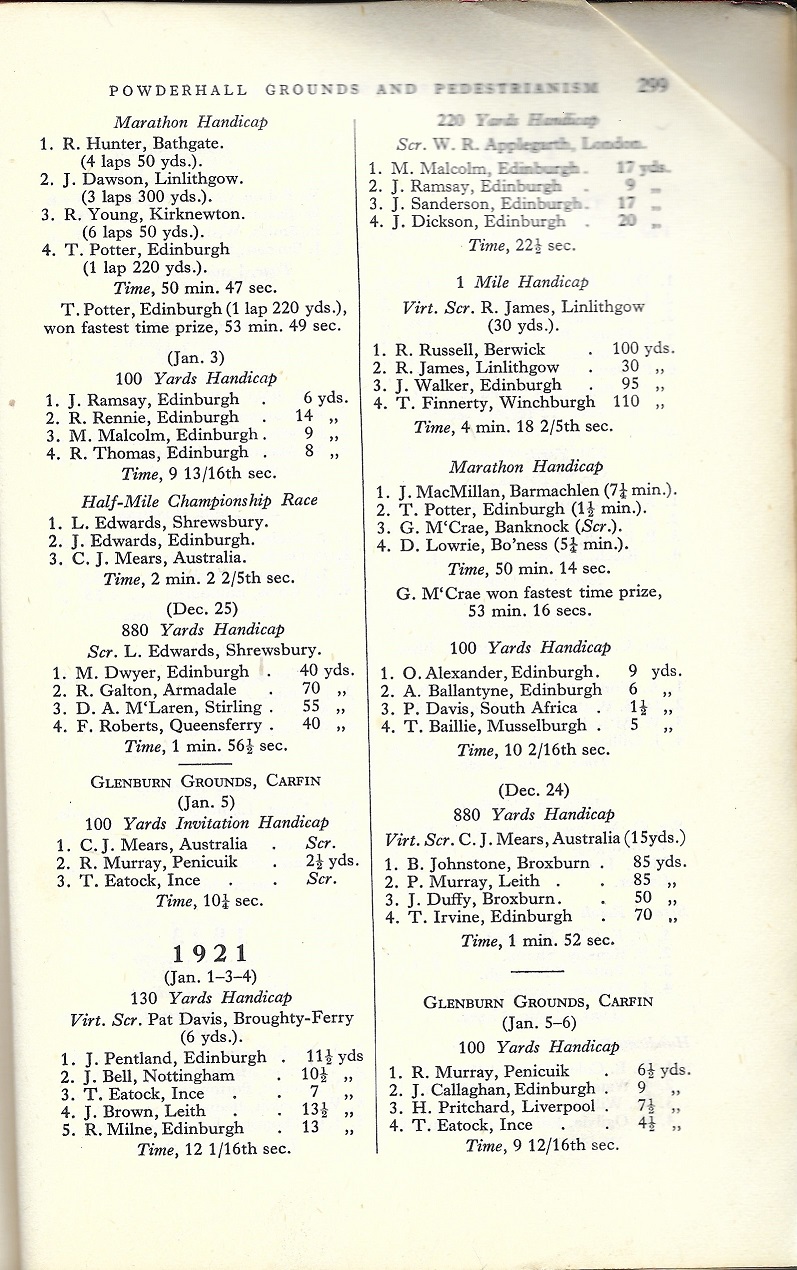 POWDERHALL GROUNDS AND PEDESTRIANISM 299
Marathon Handicap
1. R. Hunter, Bathgate.
(4 laps 50 yds.).
2. J. Dawson, Linlithgow.
(3 laps 300 yds.).
3. R. Young, Kirknewton.
(6 laps 50 yds.).
4. T. Potter, Edinburgh
(1 lap 220 yds.).
Time, 50 min. 47 sec.
T. Potter, Edinburgh (1 lap 220 yds.),
won fastest time prize, 53 min. 49 sec.
(Jan. 3)
100 Yards Handicap
1. J. Ramsay, Edinburgh . 6 yds.
2. R. Rennie, Edinburgh . 14 „
3. M. Malcolm, Edinburgh . 9 „
4. R. Thomas, Edinburgh . 8 „
Time, 9 13/16th sec.
Half-Mile Championship Race
1. L. Edwards, Shrewsbury.
2. J. Edwards, Edinburgh.
3. C. J. Mears, Australia.
Time, 2 min. 2 2/5th sec.
(Dec. 25)
880 Yards Handicap
Scr. L. Edwards, Shrewsbury.
1. M. Dwyer, Edinburgh . 40 yds.
2. R. Galton, Armadale . 70 „
3. D. A. M‘Laren, Stirling . 55 „
4. F. Roberts, Queensferry . 40 „
Time, 1 min. 56½ sec.
GLENBURN GROUNDS, CARFIN
(Jan. 5)
100 Yards Invitation Handicap
1. C. J. Mears, Australia . Scr.
2. R. Murray, Penicuik . 2½ yds.
3. T. Eatock, Ince . . Scr.
Time, 10¼ sec.
1921
(Jan. 1–3–4)
130 Yards Handicap
Virt. Scr. Pat Davis, Broughty-Ferry
(6 yds.).
1. J. Pentland, Edinburgh . 11½ yds
2. J. Bell, Nottingham . 10½ „
3. T. Eatock, Ince . . 7 „
4. J. Brown, Leith . . 13½ „
5. R. Milne, Edinburgh . 13 „
Time, 12 1/16th sec.
220 Yards Handicap
Scr. W. R. Applegarth, London.
1. M. Malcolm, Edinburgh . 17 yds.
2. J. Ramsay, Edinburgh . 9 „
3. J. Sanderson, Edinburgh . 17 „
4. J. Dickson, Edinburgh . 20 „
Time, 22½ sec.
1 Mile Handicap
Virt. Scr. R. James, Linlithgow
(30 yds.).
1. R. Russell, Berwick . 100 yds.
2. R. James, Linlithgow . 30 „
3. J. Walker, Edinburgh . 95 „
4. T. Finnerty, Winchburgh 110 „
Time, 4 min. 18 2/5th sec.
Marathon Handicap
1. J. MacMillan, Barmachlen (7¼ min.).
2. T. Potter, Edinburgh (1½ min.).
3. G. M‘Crae, Banknock (Scr.).
4. D. Lowrie, Bo'ness (5¼ min.).
Time, 50 min. 14 sec.
G. M‘Crae won fastest time prize,
53 min. 16 secs.
100 Yards Handicap
1. O. Alexander, Edinburgh . 9 yds.
2. A. Ballantyne, Edinburgh 6 „
3. P. Davis, South Africa . 1½ „
4. T. Baillie, Musselburgh . 5 „
Time, 10 2/16th sec.
(Dec. 24)
880 Yards Handicap
Virt. Scr. C. J. Mears, Australia (15yds.)
1. B. Johnstone, Broxburn . 85 yds.
2. P. Murray, Leith . . 85 „
3. J. Duffy, Broxburn . . 50 „
4. T. Irvine, Edinburgh . 70 „
Time, 1 min. 52 sec.
GLENBURN GROUNDS, CARFIN
(Jan. 5–6)
100 Yards Handicap
1. R. Murray, Penicuik . 6½ yds.
2. J. Callaghan, Edinburgh . 9 „
3. H. Pritchard, Liverpool . 7½ „
4. T. Eatock, Ince . . 4½ „
Time, 9 12/16th sec.